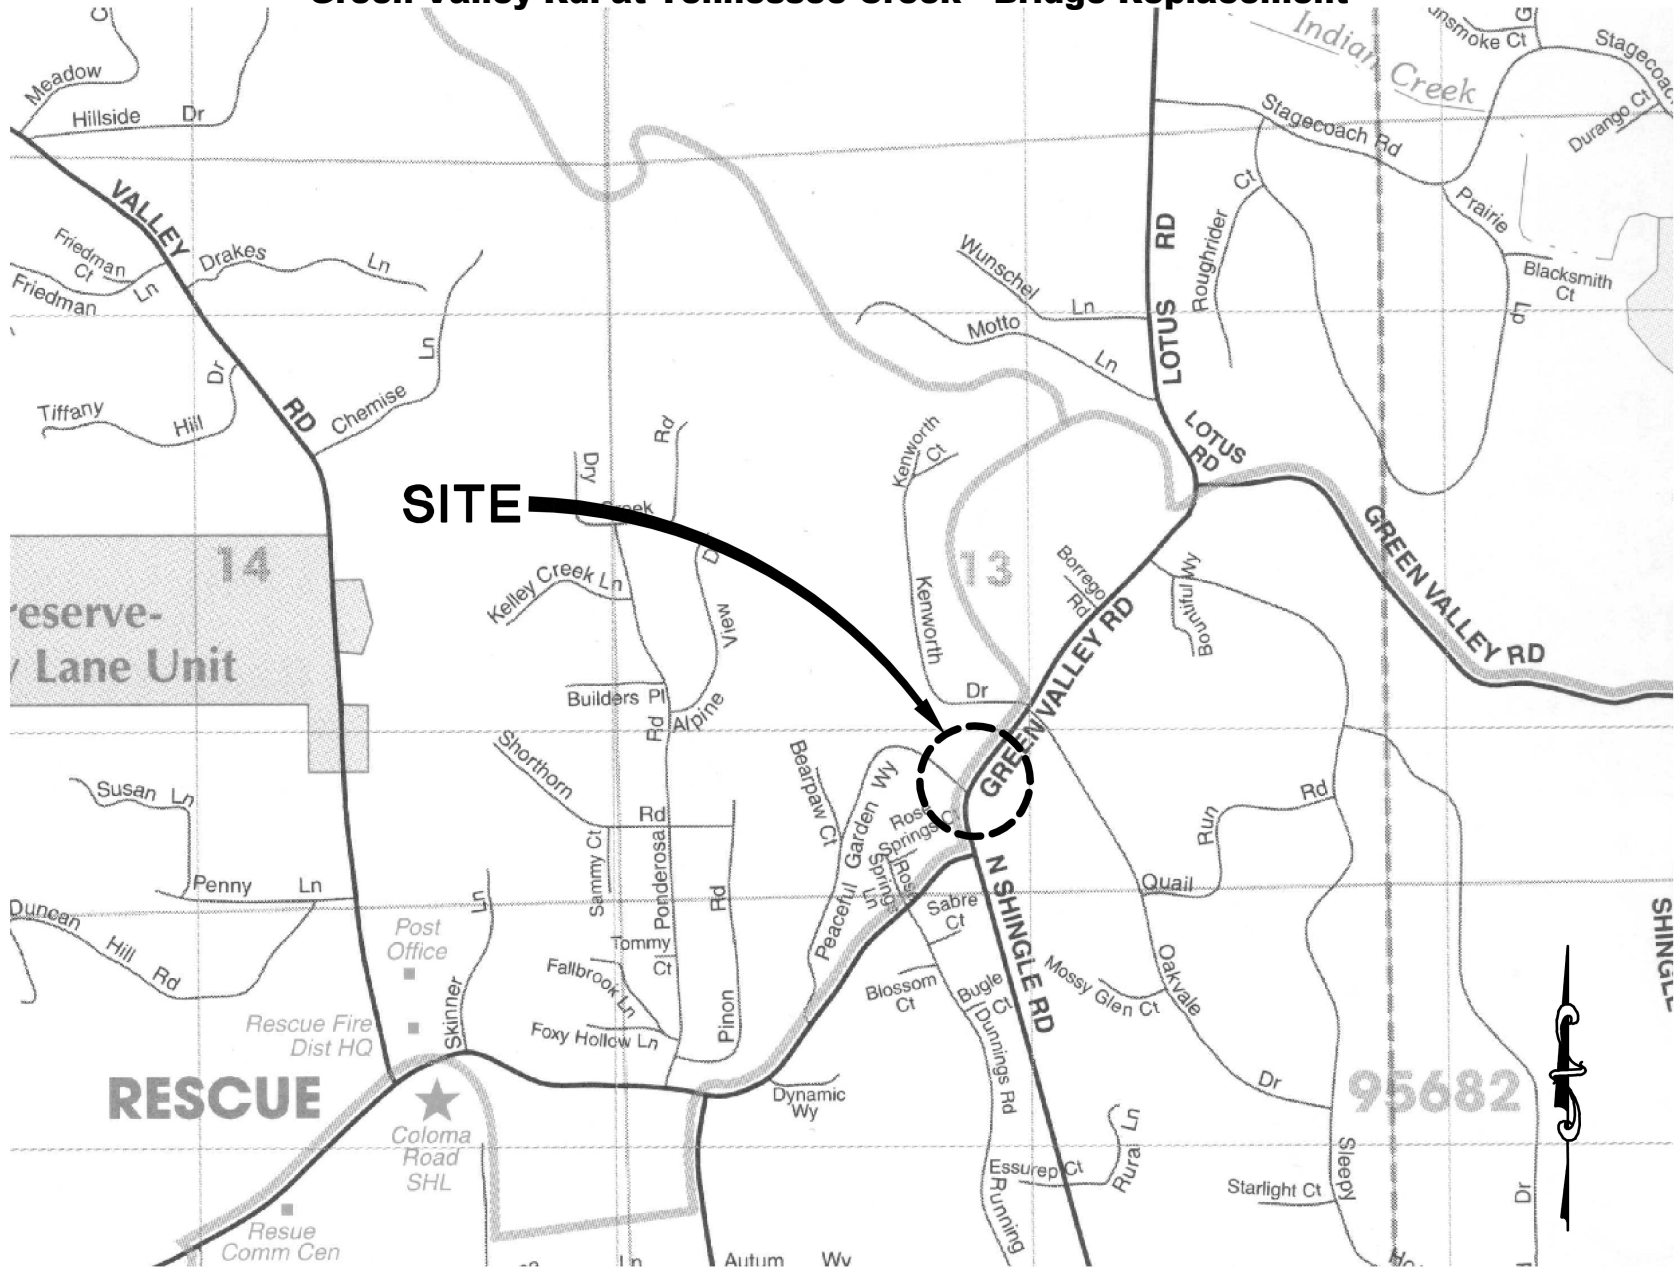 Green Valley Rd. at Tennessee Creek - Bridge Replacement
Meadow
Hillside Dr
Indian
Creek
Stagecoach Rd
Durango Ct
Ct
Roughrider
Prairie
Lp
Blacksmith
Ct
VALLEY
RD
Friedman
Ct
Friedman
Ln
Drakes Ln
Wunschel
Ln
Motto
Ln
LOTUS RD
LOTUS
RD
Tiffany
Hill
Dr
Chemise
Ln
SITE
Dry
Creek
Rd
Kenworth
Ct
14
13
Kelley Creek Ln
View
Alpine
Kenworth
Dr
Borrego
Rd
Bountiful Wy
GREEN VALLEY RD
GREEN VALLEY RD
Lane Unit
Builders Pl
Rd
Shorthorn
Rd
Susan Ln
Bearpaw Ct
Peaceful Garden Wy
Rose
Springs Ct
Rose
Springs
Ln
Run
Rd
Quail
Penny Ln
Duncan
Hill
Rd
Sammy Ct
Ponderosa
Rd
Pinon
Ln
Skinner
Post
Office
Tommy
Ct
Fallbrook Ln
Foxy Hollow Ln
Sabre
Ct
Blossom
Ct
Bugle
Ct
Dunnings Rd
N SHINGLE RD
Mossy Glen Ct
Oakvale
Dr
SHINGLE
Rescue Fire
Dist HQ
RESCUE
Coloma
Road
SHL
Dynamic
Wy
95682
Rural Ln
Essurep Ct
Running
Starlight Ct
Sleepy
Dr
Resue
Comm Cen
Ln
Autum Wy